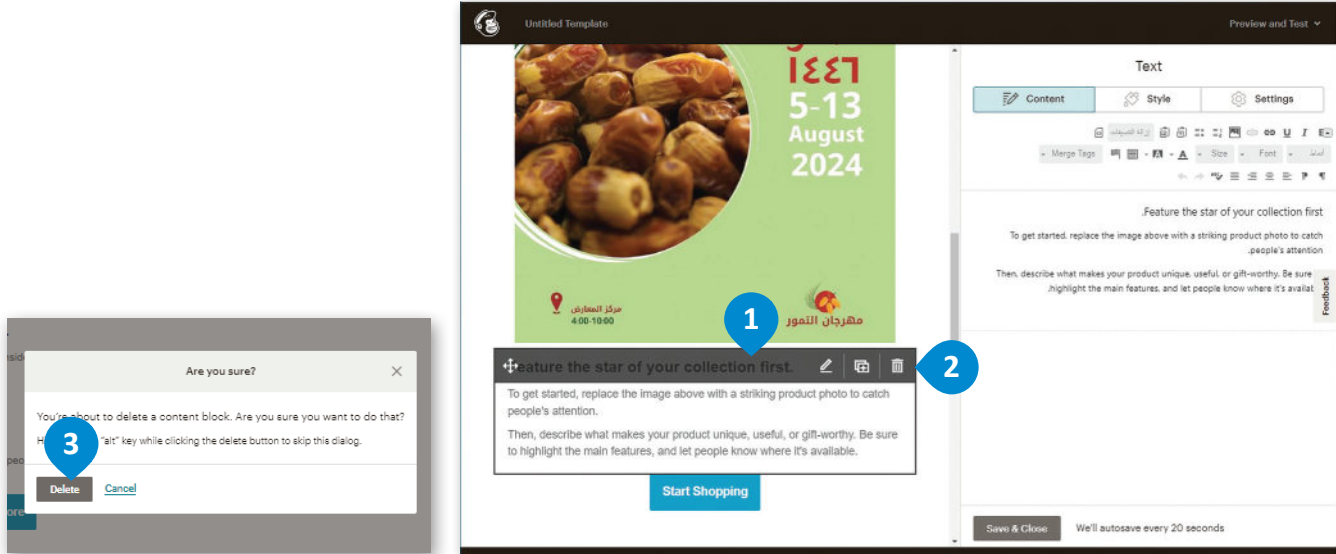 Untitled Template
Preview and Test
١٤٤٦
5-13
August
2024
مركز المعارض
4:00-10:00
مهرجان التمور
1
Feature the star of your collection first.
2
To get started, replace the image above with a striking product photo to catch
people's attention.
Then, describe what makes your product unique, useful, or gift-worthy. Be sure
to highlight the main features, and let people know where it's available.
Start Shopping
Text
Content
Style
Settings
U I
Merge Tags
A
Size
Font
.Feature the star of your collection first
To get started, replace the image above with a striking product photo to catch
.people's attention
Then, describe what makes your product unique, useful, or gift-worthy. Be sure
.highlight the main features, and let people know where it's availab
Feedback
Save & Close
We'll autosave every 20 seconds
Are you sure?
You're about to delete a content block. Are you sure you want to do that?
H "alt" key while clicking the delete button to skip this dialog.
3
Delete
Cancel